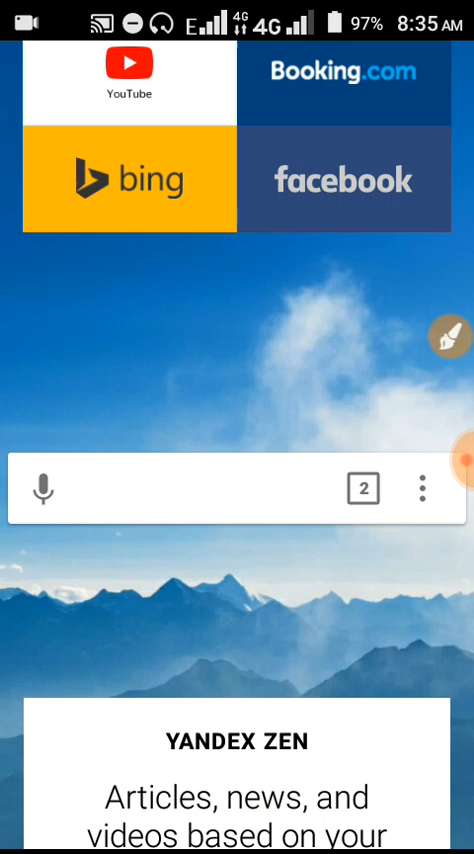 E 4G 4G 97% 8:35 AM
YouTube Booking.com
bing facebook
2
YANDEX ZEN
Articles, news, and
videos based on your